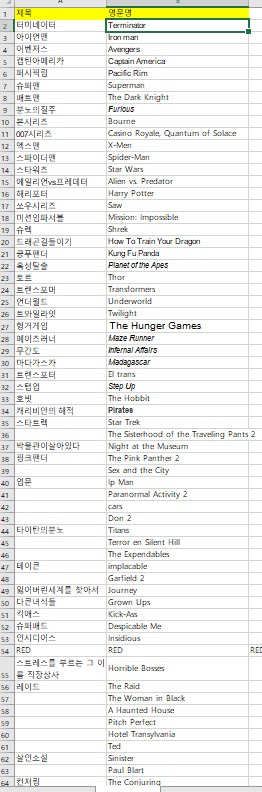 A B
1 제목 영문명
2 터미네이터 Terminator
3 아이언맨 Iron man
4 어벤저스 Avengers
5 캡틴아메리카 Captain America
6 퍼시픽림 Pacific Rim
7 슈퍼맨 Superman
8 배트맨 The Dark Knight
9 분노의질주 Furious
10 본시리즈 Bourne
11 007시리즈 Casino Royale, Quantum of Solace
12 엑스맨 X-Men
13 스파이더맨 Spider-Man
14 스타워즈 Star Wars
15 에일리언vs프레데터 Alien vs. Predator
16 해리포터 Harry Potter
17 쏘우시리즈 Saw
18 미션임파서블 Mission: Impossible
19 슈렉 Shrek
20 드래곤길들이기 How To Train Your Dragon
21 쿵푸팬더 Kung Fu Panda
22 혹성탈출 Planet of the Apes
23 토르 Thor
24 트랜스포머 Transformers
25 언더월드 Underworld
26 트와일라잇 Twilight
27 헝거게임 The Hunger Games
28 메이즈러너 Maze Runner
29 무간도 Infernal Affairs
30 마다가스카 Madagascar
31 트랜스포터 El trans
32 스텝업 Step Up
33 호빗 The Hobbit
34 캐리비안의 해적 Pirates
35 스타트렉 Star Trek
36 The Sisterhood of the Traveling Pants 2
37 박물관이살아있다 Night at the Museum
38 핑크팬더 The Pink Panther 2
39 Sex and the City
40 엽문 Ip Man
41 Paranormal Activity 2
42 cars
43 Don 2
44 타이탄의분노 Titans
45 Terror en Silent Hill
46 The Expendables
47 테이큰 implacable
48 Garfield 2
49 잃어버린세계를 찾아서 Journey
50 다른녀석들 Grown Ups
51 킥애스 Kick-Ass
52 슈퍼배드 Despicable Me
53 인시디어스 Insidious
54 RED RED RED
스트레스를 부르는 그 이
55 름 직장상사 Horrible Bosses
56 레이드 The Raid
57 The Woman in Black
58 A Haunted House
59 Pitch Perfect
60 Hotel Transylvania
61 Ted
62 살인소설 Sinister
63 Paul Blart
64 컨저링 The Conjuring